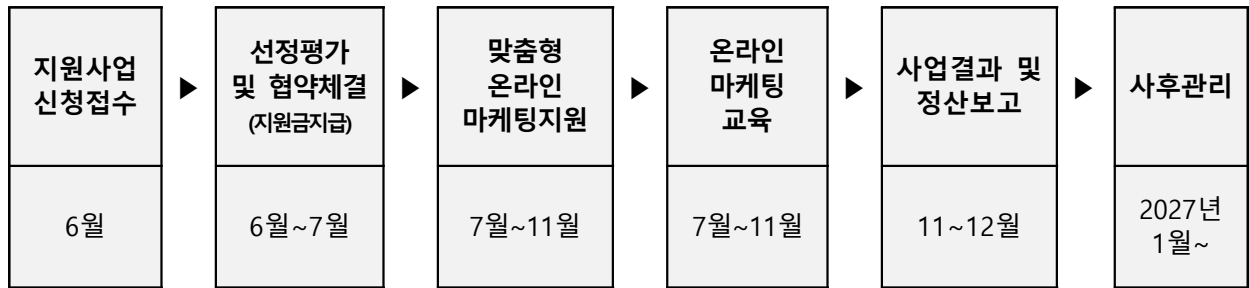 지원사업
신청접수
▶
선정평가
및 협약체결
(지원금지급)
▶
맞춤형
온라인
마케팅지원
▶
온라인
마케팅
교육
▶
사업결과 및
정산보고
▶
사후관리
6월
6월~7월
7월~11월
7월~11월
11~12월
2027년
1월~